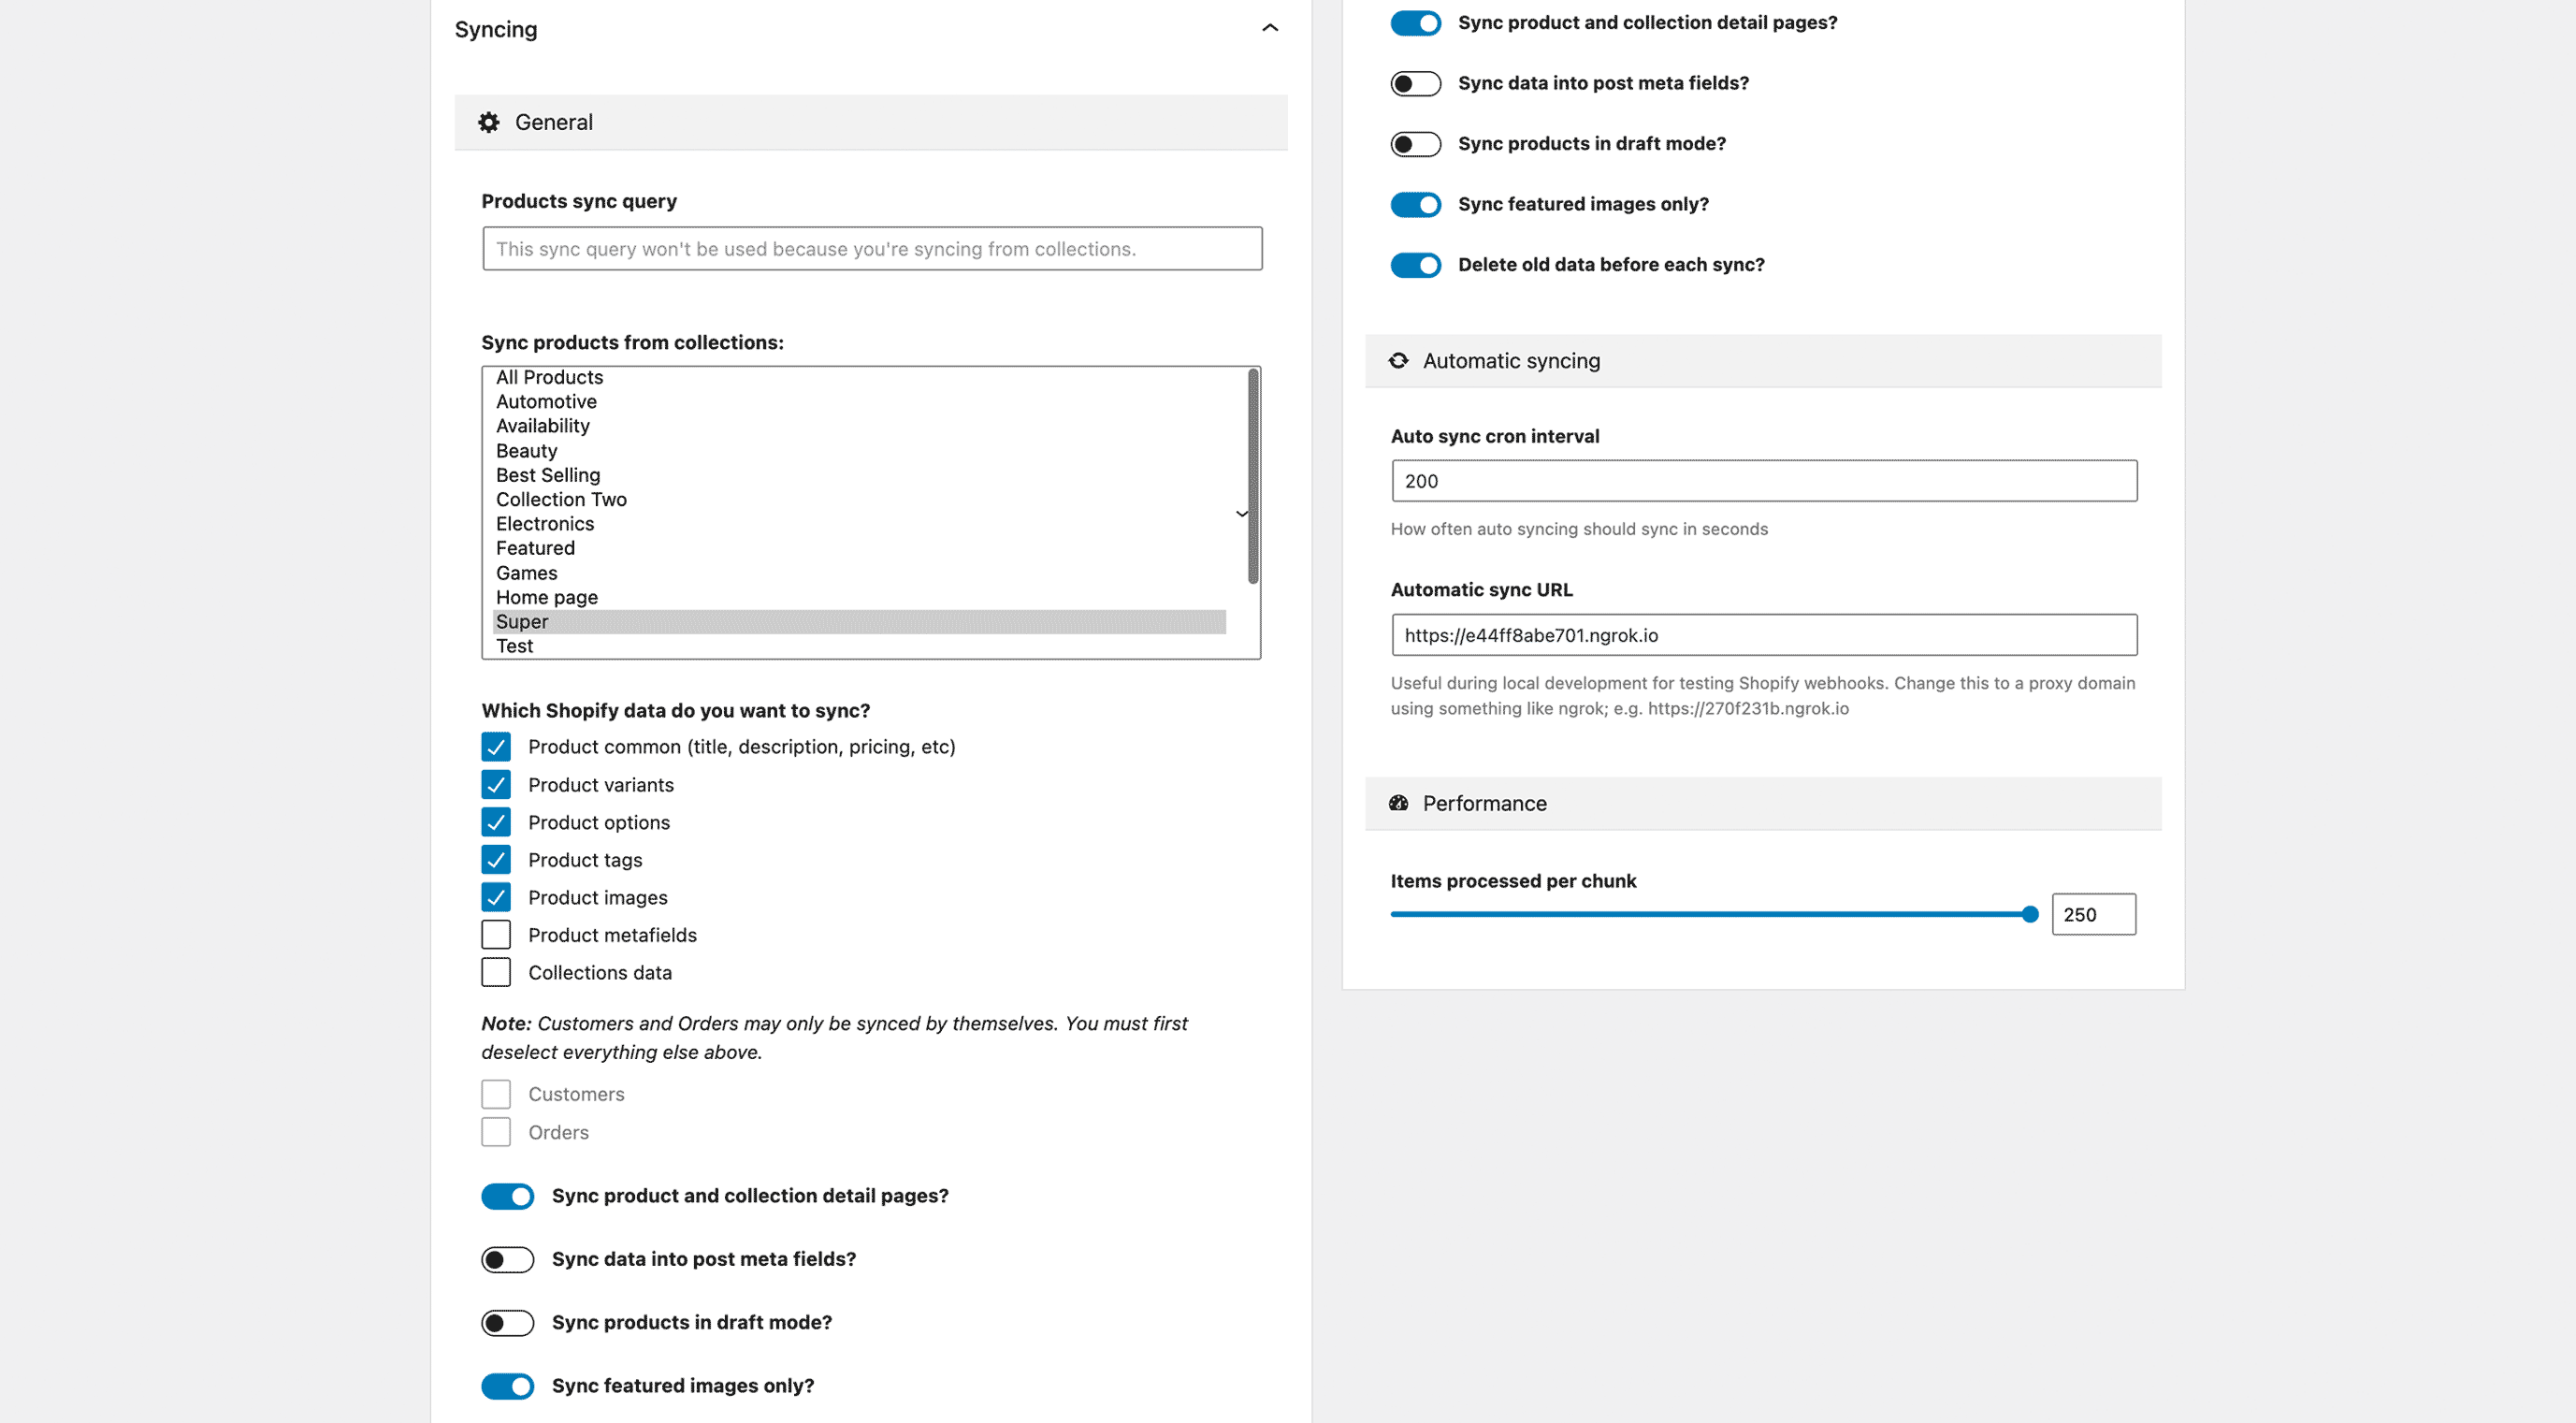 Syncing
General
Products sync query
This sync query won't be used because you're syncing from collections.
Sync products from collections:
All Products
Automotive
Availability
Beauty
Best Selling
Collection Two
Electronics
Featured
Games
Home page
Super
Test
Which Shopify data do you want to sync?
Product common (title, description, pricing, etc)
Product variants
Product options
Product tags
Product images
Product metafields
Collections data
Note: Customers and Orders may only be synced by themselves. You must first
deselect everything else above.
Customers
Orders
Sync product and collection detail pages?
Sync data into post meta fields?
Sync products in draft mode?
Sync featured images only?
Sync product and collection detail pages?
Sync data into post meta fields?
Sync products in draft mode?
Sync featured images only?
Delete old data before each sync?
Automatic syncing
Auto sync cron interval
200
How often auto syncing should sync in seconds
Automatic sync URL
https://e44ff8abe701.ngrok.io
Useful during local development for testing Shopify webhooks. Change this to a proxy domain
using something like ngrok; e.g. https://270f231b.ngrok.io
Performance
Items processed per chunk
250